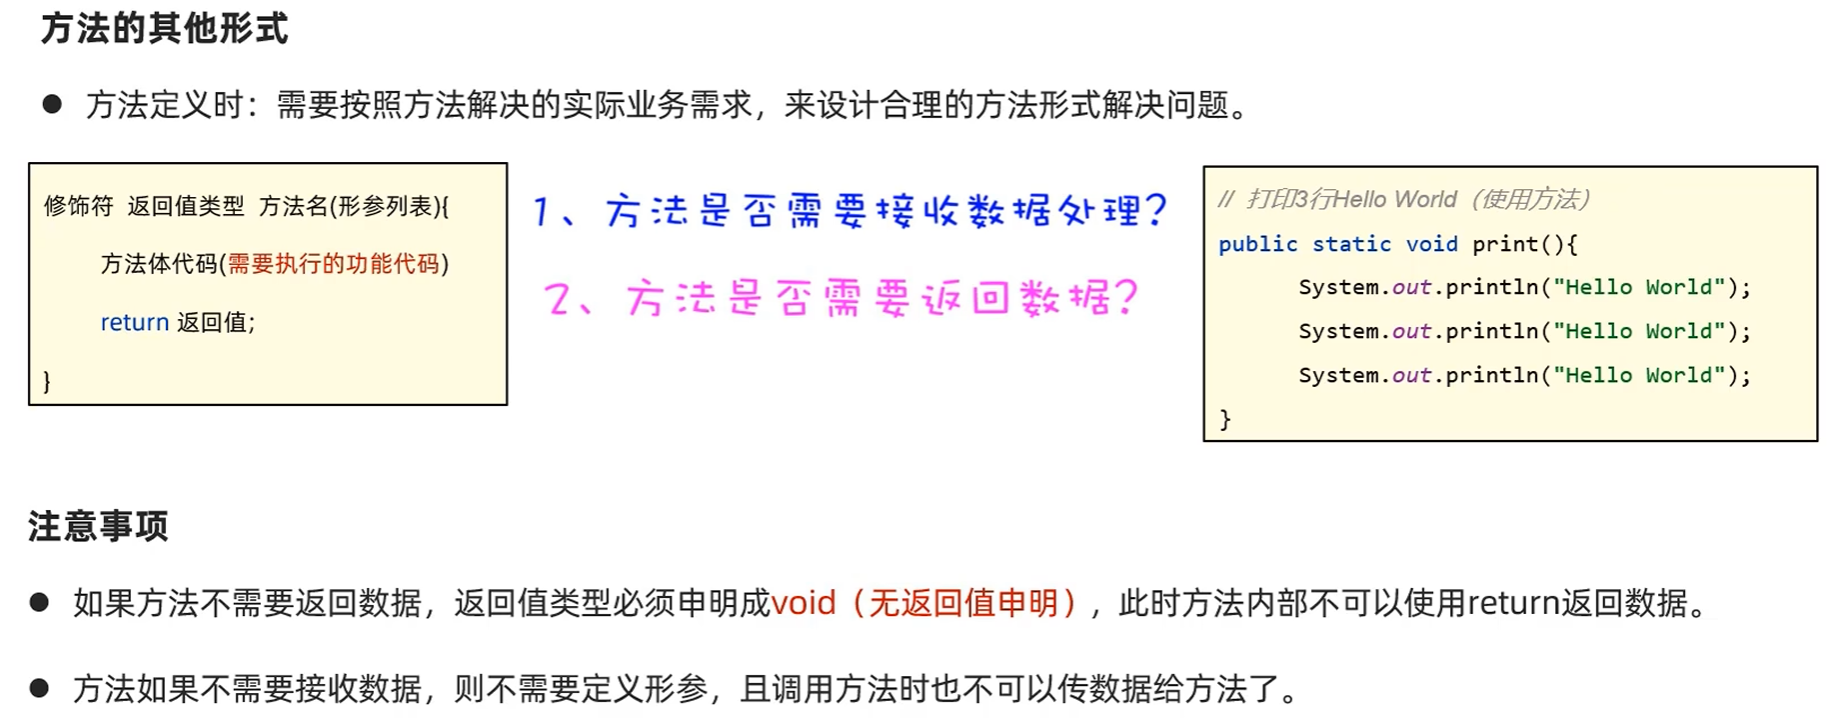 方法的其他形式
● 方法定义时：需要按照方法解决的实际业务需求，来设计合理的方法形式解决问题。
修饰符 返回值类型 方法名(形参列表){
方法体代码(需要执行的功能代码)
return 返回值;
}
1、方法是否需要接收数据处理?
2、方法是否需要返回数据?
// 打印3行Hello World（使用方法）
public static void print(){
System.out.println("Hello World");
System.out.println("Hello World");
System.out.println("Hello World");
}
注意事项
● 如果方法不需要返回数据，返回值类型必须申明成void（无返回值申明），此时方法内部不可以使用return返回数据。
● 方法如果不需要接收数据，则不需要定义形参，且调用方法时也不可以传数据给方法了。